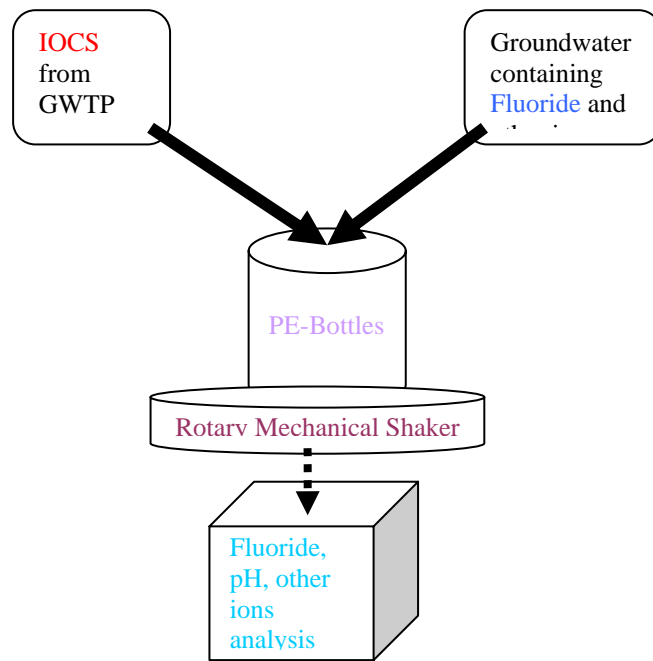 IOCS
from
GWTP
Groundwater
containing
Fluoride and
PE-Bottles
Rotary Mechanical Shaker
Fluoride,
pH, other
ions
analysis